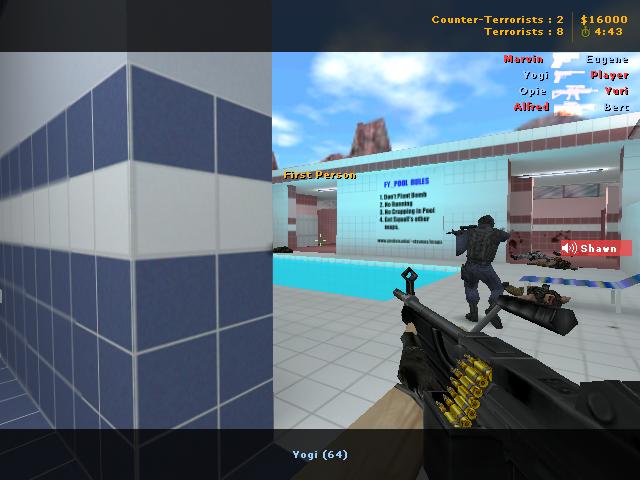 Counter-Terrorists : 2 $16000
Terrorists : 8 4:43
Marvin Eugene
Yogi Player
Opie Yuri
Alfred Bert
First Person
FY_POOL RULES
1. Don't Plant Bomb
2. No Running
3. No Crapping in Pool
4. Get Squall's other
maps.
Shawn
Yogi (64)